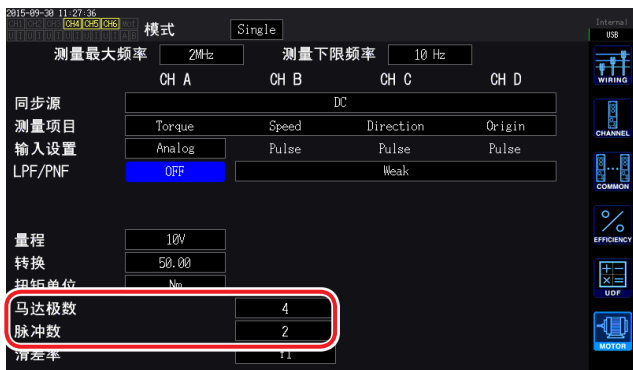 2015-09-30 11:27:36
CH1 CH2 CH3 CH4 CH5 CH6 Mot
U I U I U I U I U I U I A B
模式 Single
Internal
USB
测量最大频率 2MHz 测量下限频率 10 Hz
CH A CH B CH C CH D
同步源 DC
测量项目 Torque Speed Direction Origin
输入设置 Analog Pulse Pulse Pulse
LPF/PNF OFF Weak
量程 10V
转换 50.00
扭矩单位 Nm
马达极数 4
脉冲数 2
滑差率
WIRING
CHANNEL
COMMON
EFFICIENCY
UDF
MOTOR